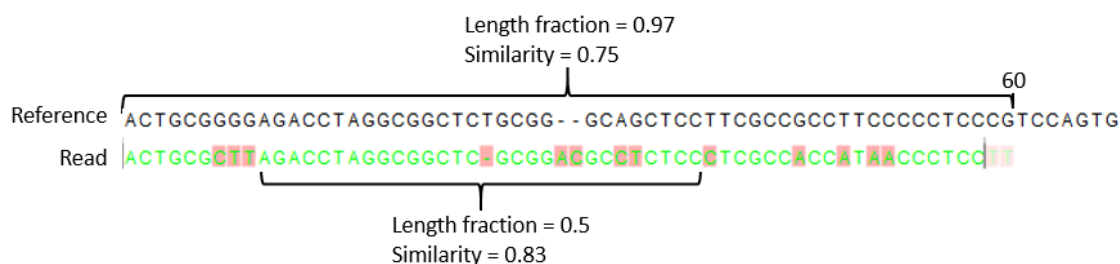 Length fraction = 0.97
Similarity = 0.75
60
Reference ACTGCGGGGAGACCTAGGCGGCTCTGCGG--GCAGCTCCTTCGCCGCCTTCCCCCTCCCGTCCAGTG
Read ACTGCGCTTAGACCTAGGCGGCTC-GCGGACGCCTCTCCCTCGCCACCATAACCCTCCTT
Length fraction = 0.5
Similarity = 0.83